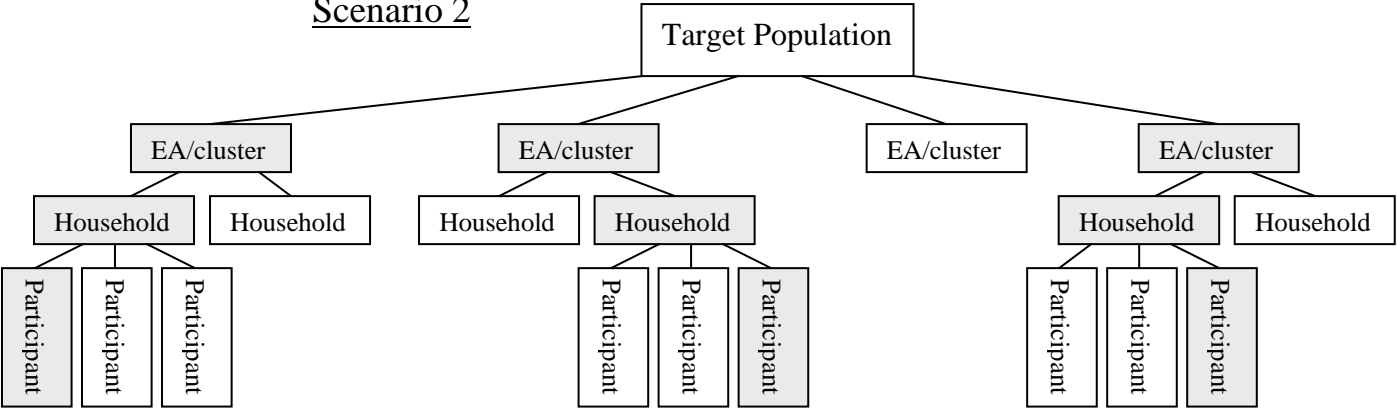 Scenario 2
Target Population
EA/cluster
EA/cluster
EA/cluster
EA/cluster
Household
Household
Household
Household
Household
Household
Participant
Participant
Participant
Participant
Participant
Participant
Participant
Participant
Participant